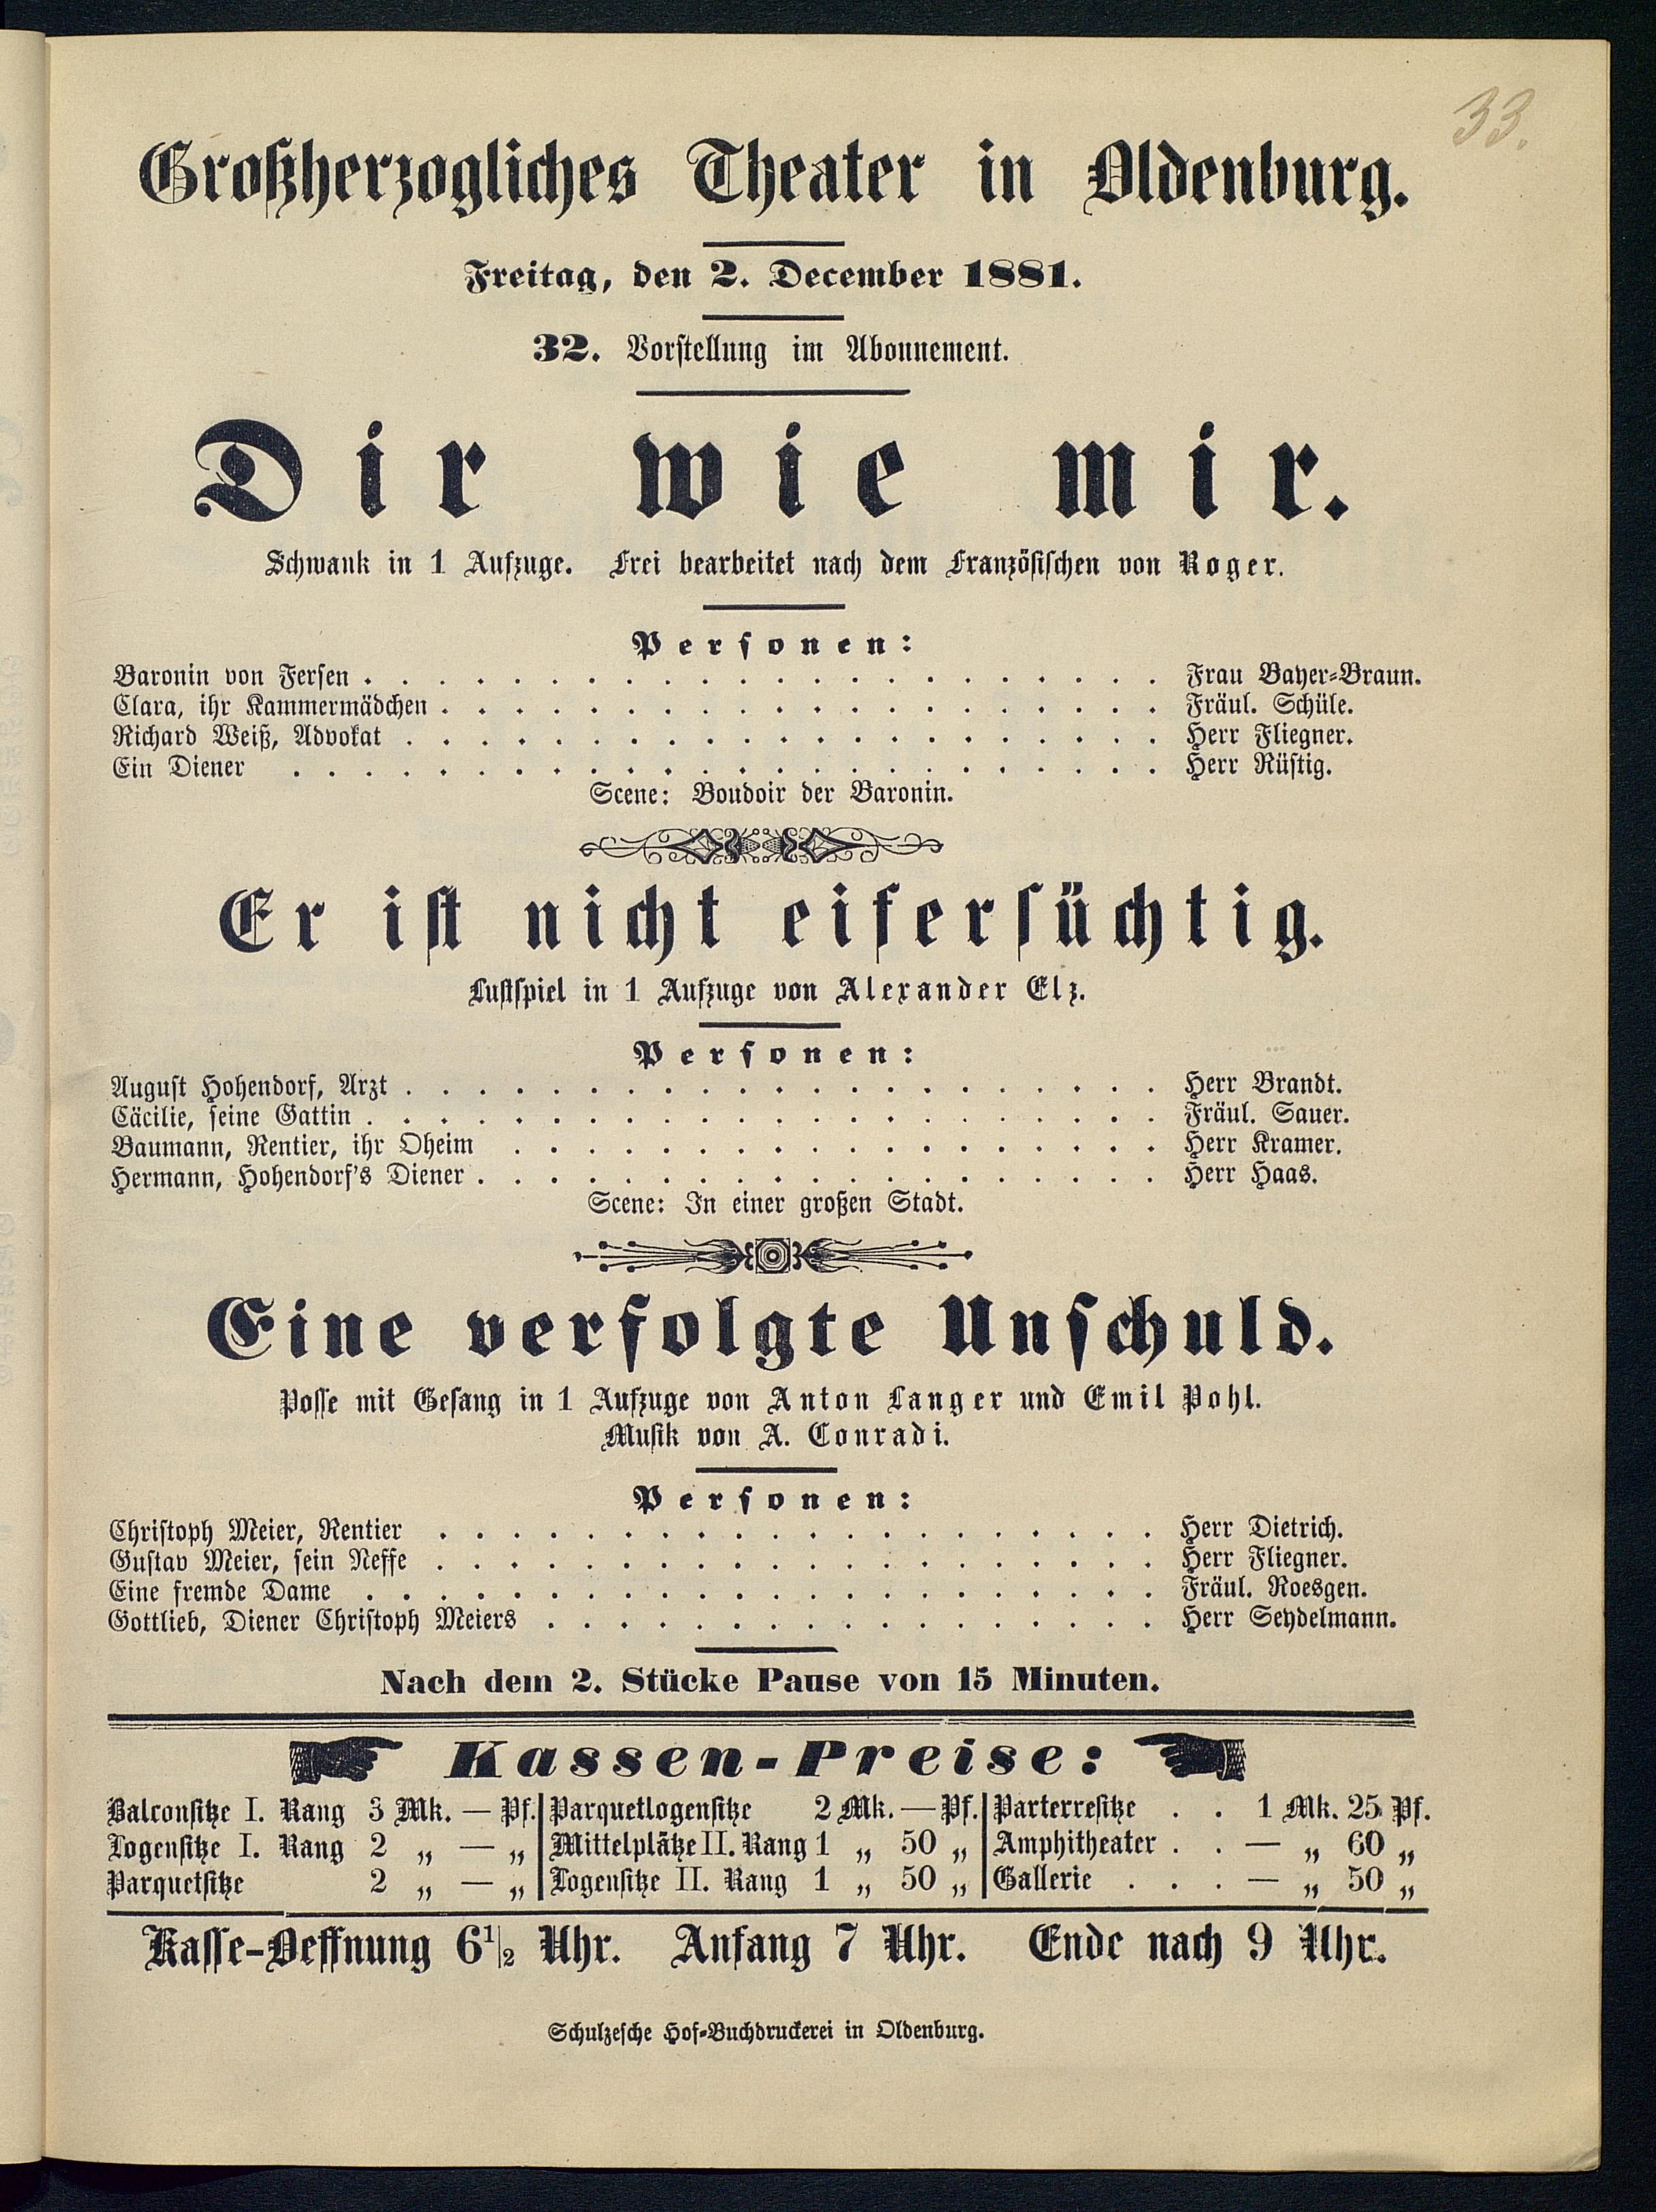 33.
Großherzogliches Theater in Oldenburg.
Freitag, den 2. December 1881.
32. Vorstellung im Abonnement.
Dir wie mir.
Schwank in 1 Aufzuge. Frei bearbeitet nach dem Französischen von Roger.
Personen:
Baronin von Fersen . . . . . . . . . . . . . . . . . . . . . . Frau Bayer-Braun.
Clara, ihr Kammermädchen . . . . . . . . . . . . . . . . . . . . Fräul. Schüle.
Richard Weiß, Advokat . . . . . . . . . . . . . . . . . . . . . Herr Fliegner.
Ein Diener . . . . . . . . . . . . . . . . . . . . . . . . Herr Rüstig.
Scene: Boudoir der Baronin.
Er ist nicht eifersüchtig.
Lustspiel in 1 Aufzuge von Alexander Elz.
Personen:
August Hohendorf, Arzt . . . . . . . . . . . . . . . . . . . . . Herr Brandt.
Cäcilie, seine Gattin . . . . . . . . . . . . . . . . . . . . . . Fräul. Sauer.
Baumann, Rentier, ihr Oheim . . . . . . . . . . . . . . . . . . Herr Kramer.
Hermann, Hohendorf's Diener . . . . . . . . . . . . . . . . . . . Herr Haas.
Scene: In einer großen Stadt.
Eine verfolgte Unschuld.
Posse mit Gesang in 1 Aufzuge von Anton Langer und Emil Pohl.
Musik von A. Conradi.
Personen:
Christoph Meier, Rentier . . . . . . . . . . . . . . . . . . . . Herr Dietrich.
Gustav Meier, sein Neffe . . . . . . . . . . . . . . . . . . . . Herr Fliegner.
Eine fremde Dame . . . . . . . . . . . . . . . . . . . . . . Fräul. Roesgen.
Gottlieb, Diener Christoph Meiers . . . . . . . . . . . . . . . . . Herr Seydelmann.
Nach dem 2. Stücke Pause von 15 Minuten.
Kassen-Preise:
Balconsitze I. Rang 3 Mk. — Pf. Parquetlogensitze 2 Mk. — Pf. Parterresitze . . 1 Mk. 25 Pf.
Logensitze I. Rang 2 „ — „ Mittelplätze II. Rang 1 „ 50 „ Amphitheater . . — „ 60 „
Parquetsitze 2 „ — „ Logensitze II. Rang 1 „ 50 „ Gallerie . . . — „ 50 „
Kasse-Oeffnung 6 1/2 Uhr. Anfang 7 Uhr. Ende nach 9 Uhr.
Schulzesche Hof-Buchdruckerei in Oldenburg.